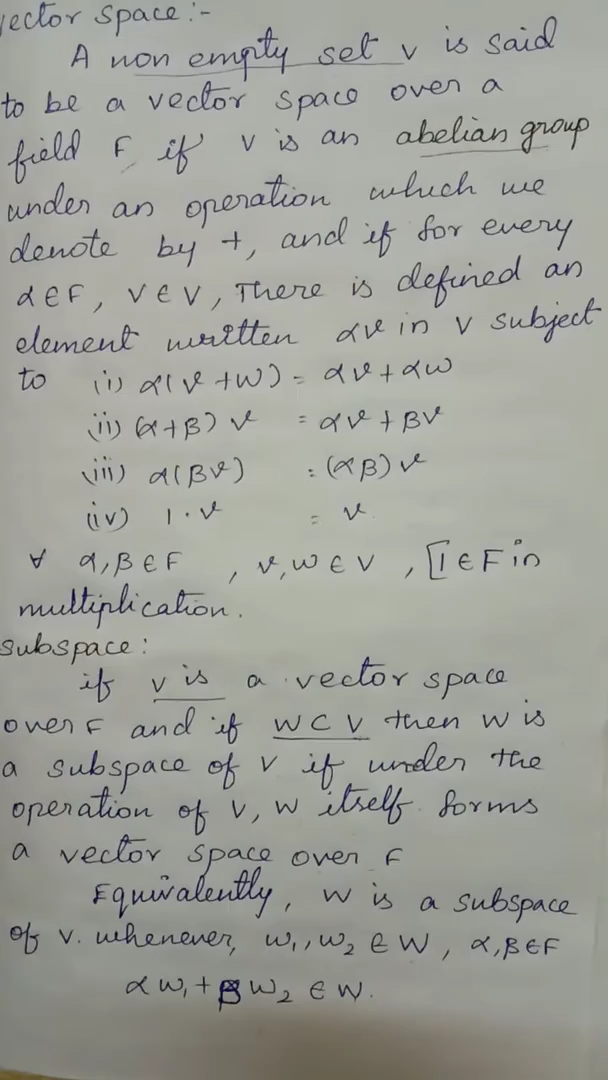 vector space:-
A non empty set V is said
to be a vector space over a
field F if V is an abelian group
under an operation which we
denote by +, and if for every
α∈F, V∈V, There is defined an
element written αv in V subject
to (i) α(v+w) = αv+αw
(ii) (α+β) v = αv+βv
(iii) α(βv) = (αβ)v
(iv) 1·v = v
∀ α,β∈F , v,w∈V , [1∈F in
multiplication.
subspace:
if V is a vector space
over F and if W⊂V then W is
a subspace of V if under the
operation of V, W itself forms
a vector space over F
Equivalently, W is a subspace
of V. whenever, w₁,w₂∈W, α,β∈F
αw₁+βw₂∈W.